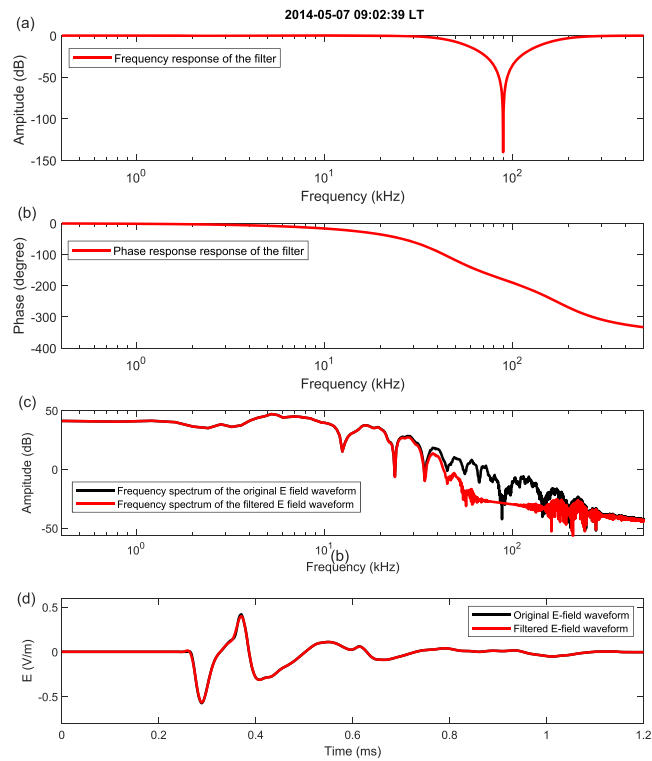 2014-05-07 09:02:39 LT
(a)
0
-50
-100
-150
Ampitude (dB)
Frequency response of the filter
10^0 10^1 10^2
Frequency (kHz)
(b)
0
-100
-200
-300
-400
Phase (degree)
Phase response response of the filter
10^0 10^1 10^2
Frequency (kHz)
(c)
50
0
-50
Ampitude (dB)
Frequency spectrum of the original E field waveform
Frequency spectrum of the filtered E field waveform
10^0 10^1 10^2
(b)
Frequency (kHz)
(d)
0.5
0
-0.5
E (V/m)
Original E-field waveform
Filtered E-field waveform
0 0.2 0.4 0.6 0.8 1 1.2
Time (ms)